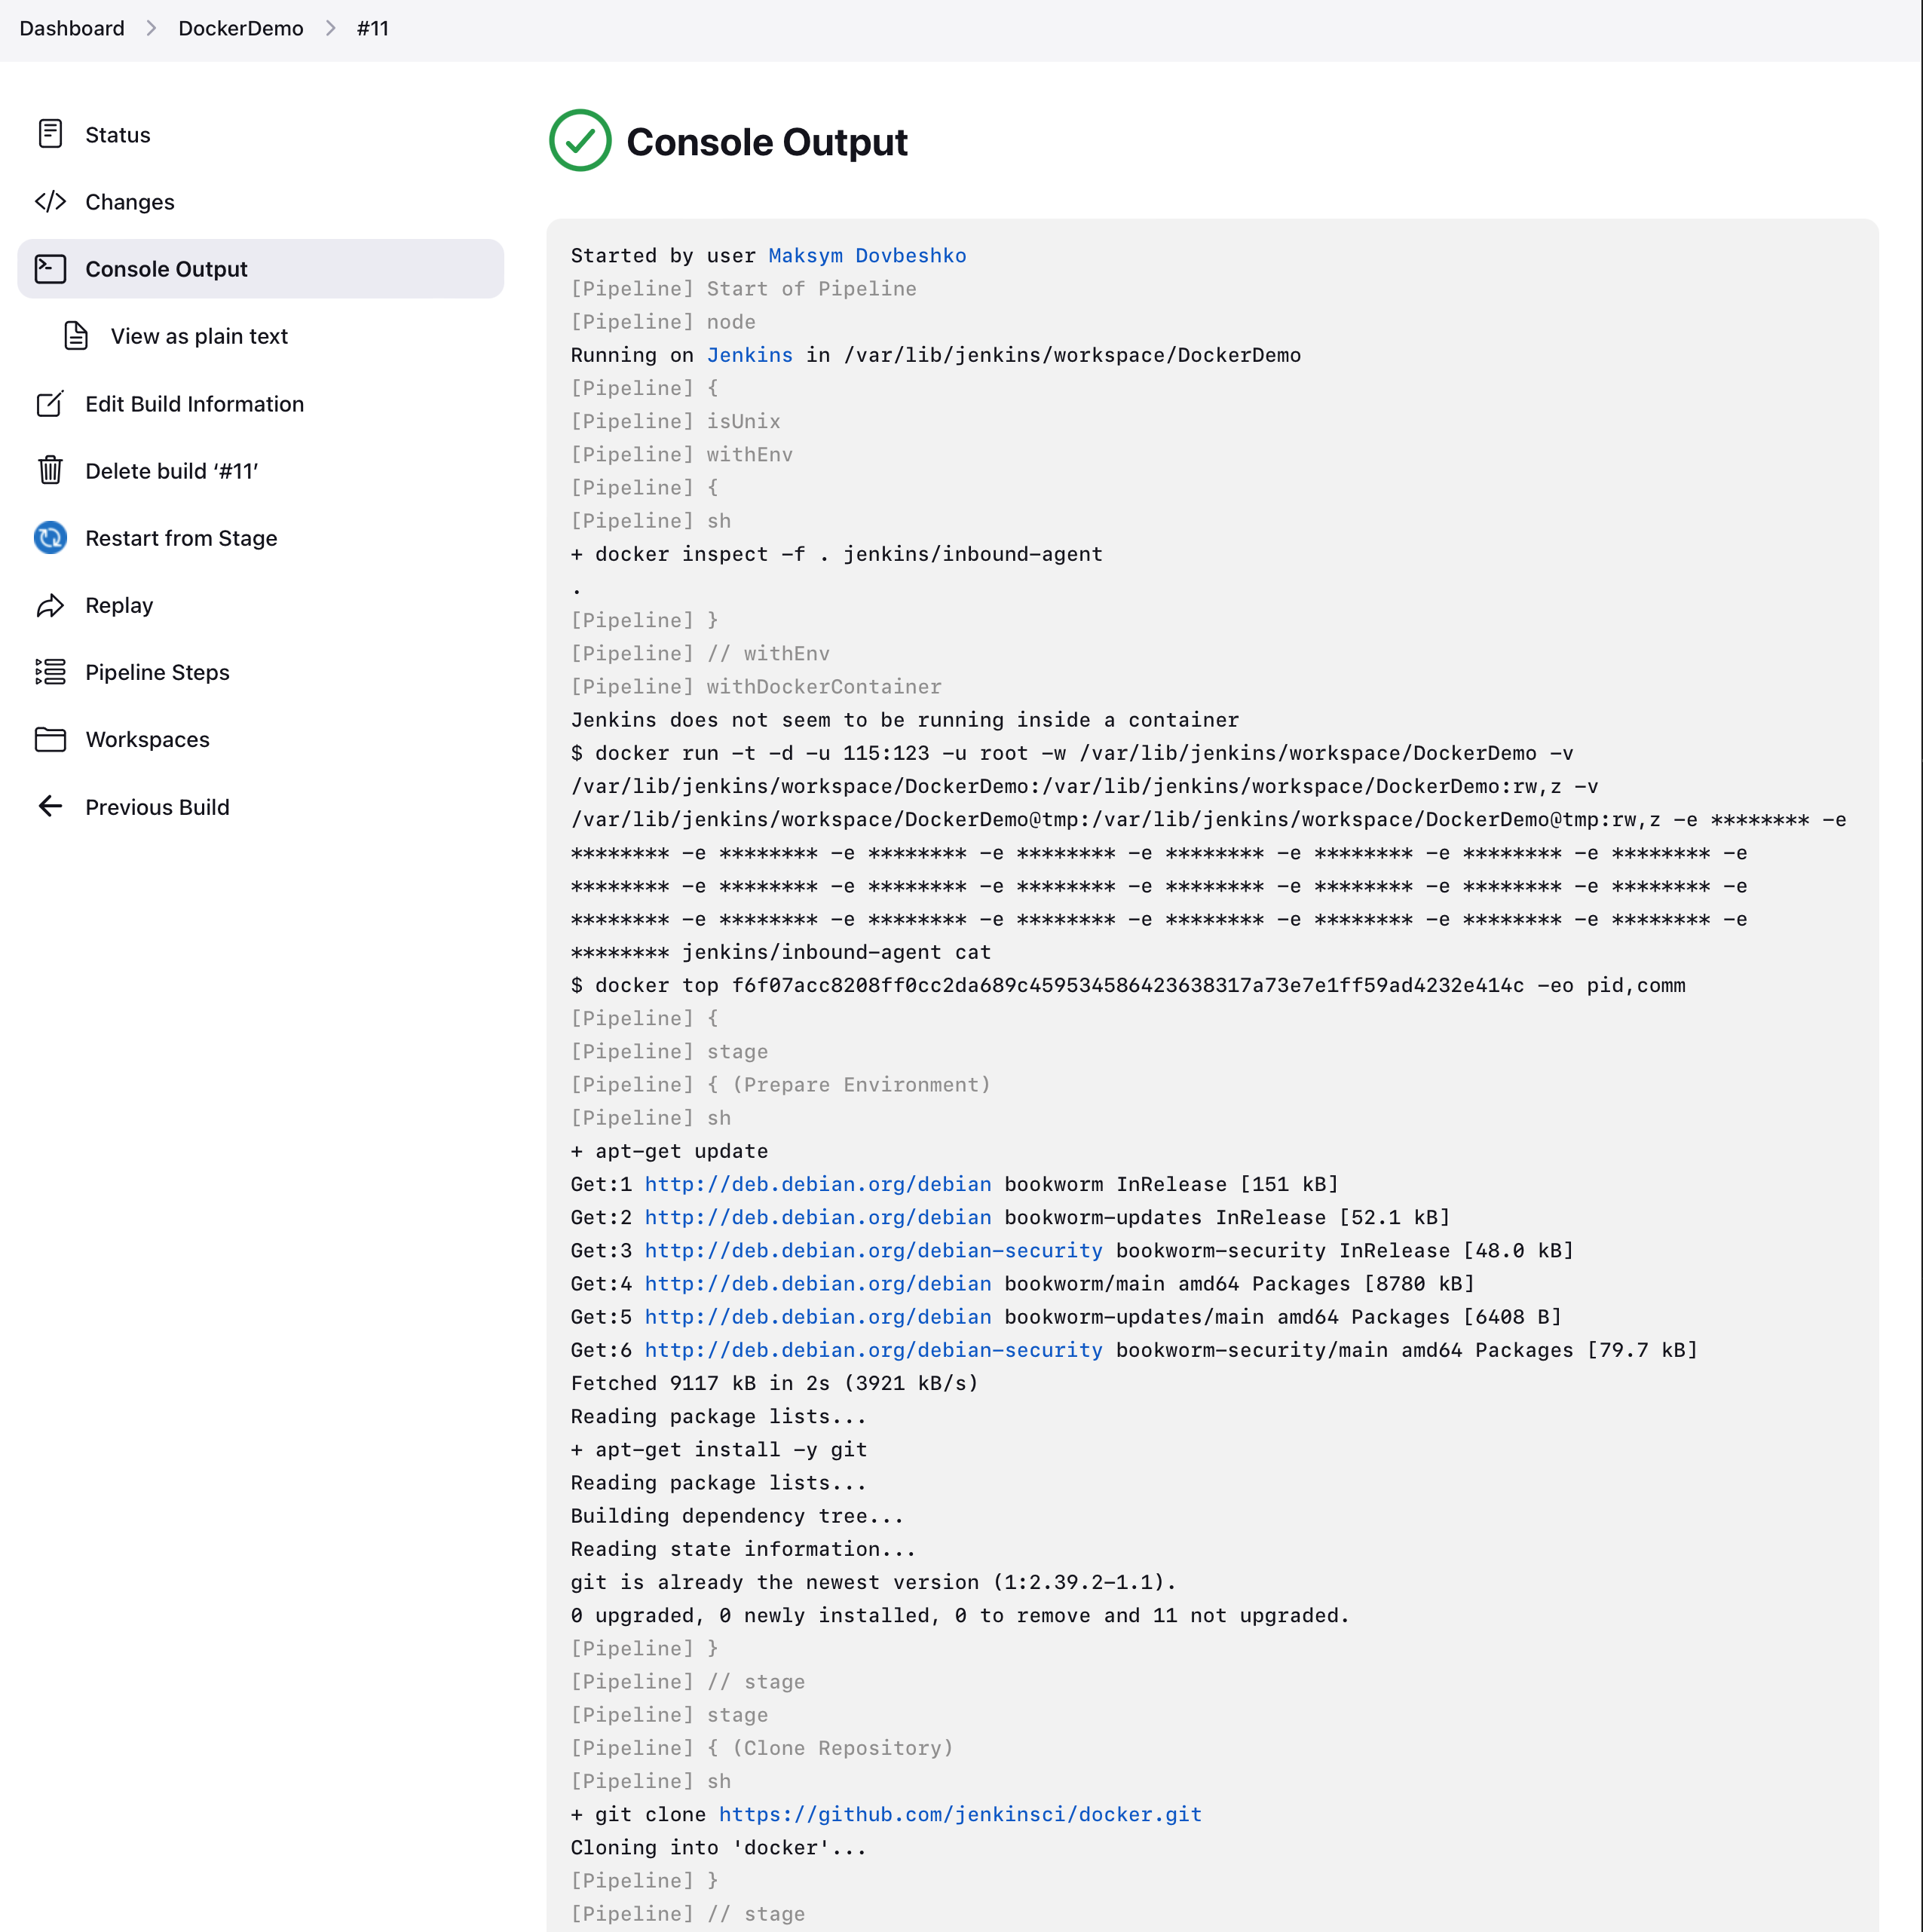 Dashboard > DockerDemo > #11
Status
Changes
Console Output
View as plain text
Edit Build Information
Delete build ‘#11’
Restart from Stage
Replay
Pipeline Steps
Workspaces
Previous Build
Console Output
Started by user Maksym Dovbeshko
[Pipeline] Start of Pipeline
[Pipeline] node
Running on Jenkins in /var/lib/jenkins/workspace/DockerDemo
[Pipeline] {
[Pipeline] isUnix
[Pipeline] withEnv
[Pipeline] {
[Pipeline] sh
+ docker inspect -f . jenkins/inbound-agent
.
[Pipeline] }
[Pipeline] // withEnv
[Pipeline] withDockerContainer
Jenkins does not seem to be running inside a container
$ docker run -t -d -u 115:123 -u root -w /var/lib/jenkins/workspace/DockerDemo -v
/var/lib/jenkins/workspace/DockerDemo:/var/lib/jenkins/workspace/DockerDemo:rw,z -v
/var/lib/jenkins/workspace/DockerDemo@tmp:/var/lib/jenkins/workspace/DockerDemo@tmp:rw,z -e ******** -e
******** -e ******** -e ******** -e ******** -e ******** -e ******** -e ******** -e ******** -e
******** -e ******** -e ******** -e ******** -e ******** -e ******** -e ******** -e ******** -e
******** -e ******** -e ******** -e ******** -e ******** -e ******** -e ******** -e ******** -e
******** jenkins/inbound-agent cat
$ docker top f6f07acc8208ff0cc2da689c459534586423638317a73e7e1ff59ad4232e414c -eo pid,comm
[Pipeline] {
[Pipeline] stage
[Pipeline] { (Prepare Environment)
[Pipeline] sh
+ apt-get update
Get:1 http://deb.debian.org/debian bookworm InRelease [151 kB]
Get:2 http://deb.debian.org/debian bookworm-updates InRelease [52.1 kB]
Get:3 http://deb.debian.org/debian-security bookworm-security InRelease [48.0 kB]
Get:4 http://deb.debian.org/debian bookworm/main amd64 Packages [8780 kB]
Get:5 http://deb.debian.org/debian bookworm-updates/main amd64 Packages [6408 B]
Get:6 http://deb.debian.org/debian-security bookworm-security/main amd64 Packages [79.7 kB]
Fetched 9117 kB in 2s (3921 kB/s)
Reading package lists...
+ apt-get install -y git
Reading package lists...
Building dependency tree...
Reading state information...
git is already the newest version (1:2.39.2-1.1).
0 upgraded, 0 newly installed, 0 to remove and 11 not upgraded.
[Pipeline] }
[Pipeline] // stage
[Pipeline] stage
[Pipeline] { (Clone Repository)
[Pipeline] sh
+ git clone https://github.com/jenkinsci/docker.git
Cloning into 'docker'...
[Pipeline] }
[Pipeline] // stage